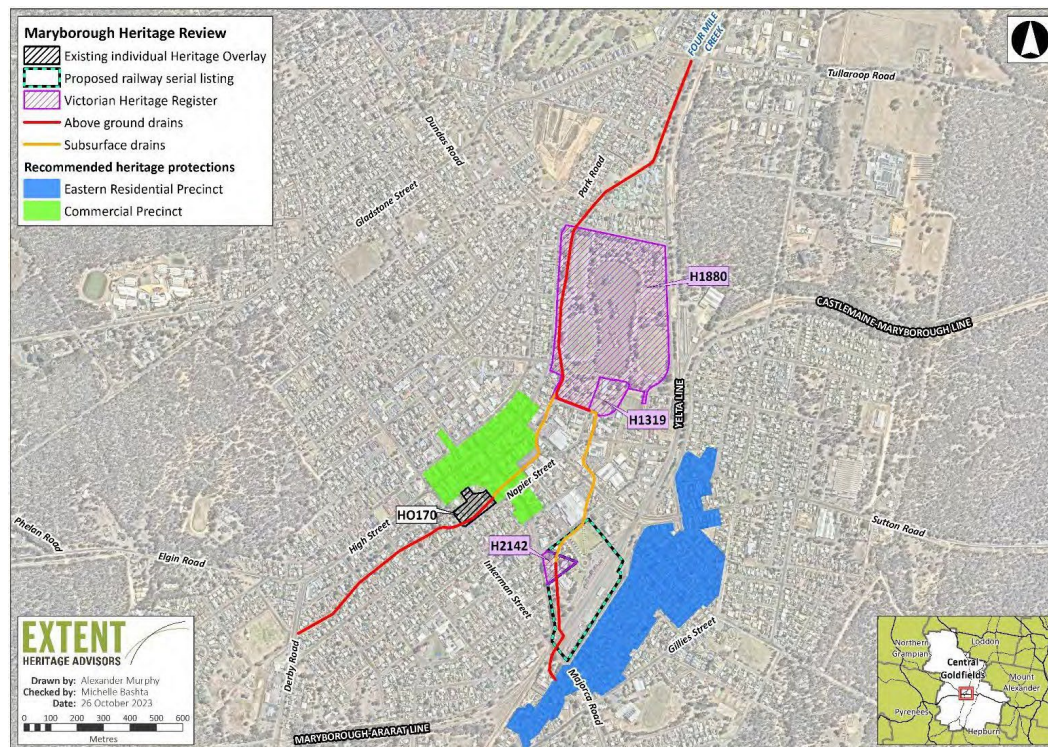 Maryborough Heritage Review
Existing individual Heritage Overlay
Proposed railway serial listing
Victorian Heritage Register
Above ground drains
Subsurface drains
Recommended heritage protections
Eastern Residential Precinct
Commercial Precinct
FOUR MILE
CREEK
Tullaroop Road
Dundas Road
Park Road
Gladstone Street
H1880
CASTLEMAINE-MARYBOROUGH LINE
H1319
YELTA LINE
Napier Street
HO170
High Street
Phelan Road
Elgin Road
Sutton Road
H2142
Inkerman Street
Gillies Street
Derby Road
Majorca Road
MARYBOROUGH-ARARAT LINE
EXTENT
HERITAGE ADVISORS
Drawn by: Alexander Murphy
Checked by: Michelle Bashta
Date: 26 October 2023
0 100 200 300 400 500 600
Metres
Northern
Grampians
Loddon
Central
Goldfields
Mount
Alexander
Pyrenees
Hepburn